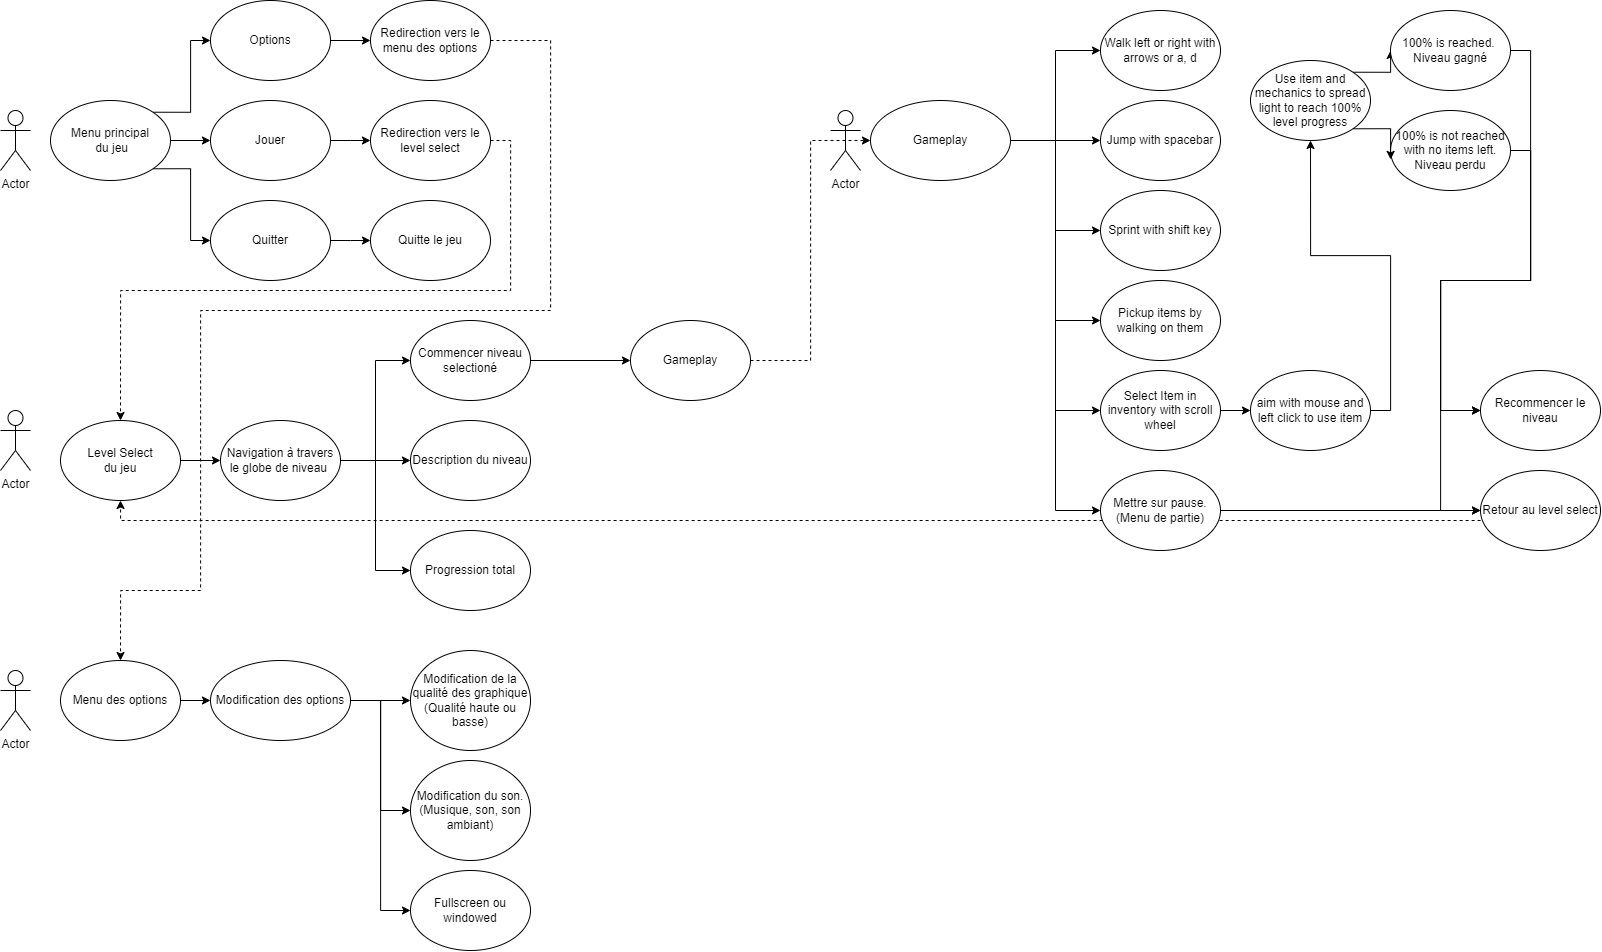 Options
Redirection vers le
menu des options
Actor
Menu principal
du jeu
Jouer
Redirection vers le
level select
Quitter
Quitte le jeu
Actor
Level Select
du jeu
Navigation à travers
le globe de niveau
Commencer niveau
selectioné
Gameplay
Description du niveau
Progression total
Actor
Menu des options
Modification des options
Modification de la
qualité des graphique
(Qualité haute ou
basse)
Modification du son.
(Musique, son, son
ambiant)
Fullscreen ou
windowed
Actor
Gameplay
Walk left or right with
arrows or a, d
Jump with spacebar
Sprint with shift key
Pickup items by
walking on them
Select Item in
inventory with scroll
wheel
aim with mouse and
left click to use item
Mettre sur pause.
(Menu de partie)
Use item and
mechanics to spread
light to reach 100%
level progress
100% is reached.
Niveau gagné
100% is not reached
with no items left.
Niveau perdu
Recommencer le
niveau
Retour au level select